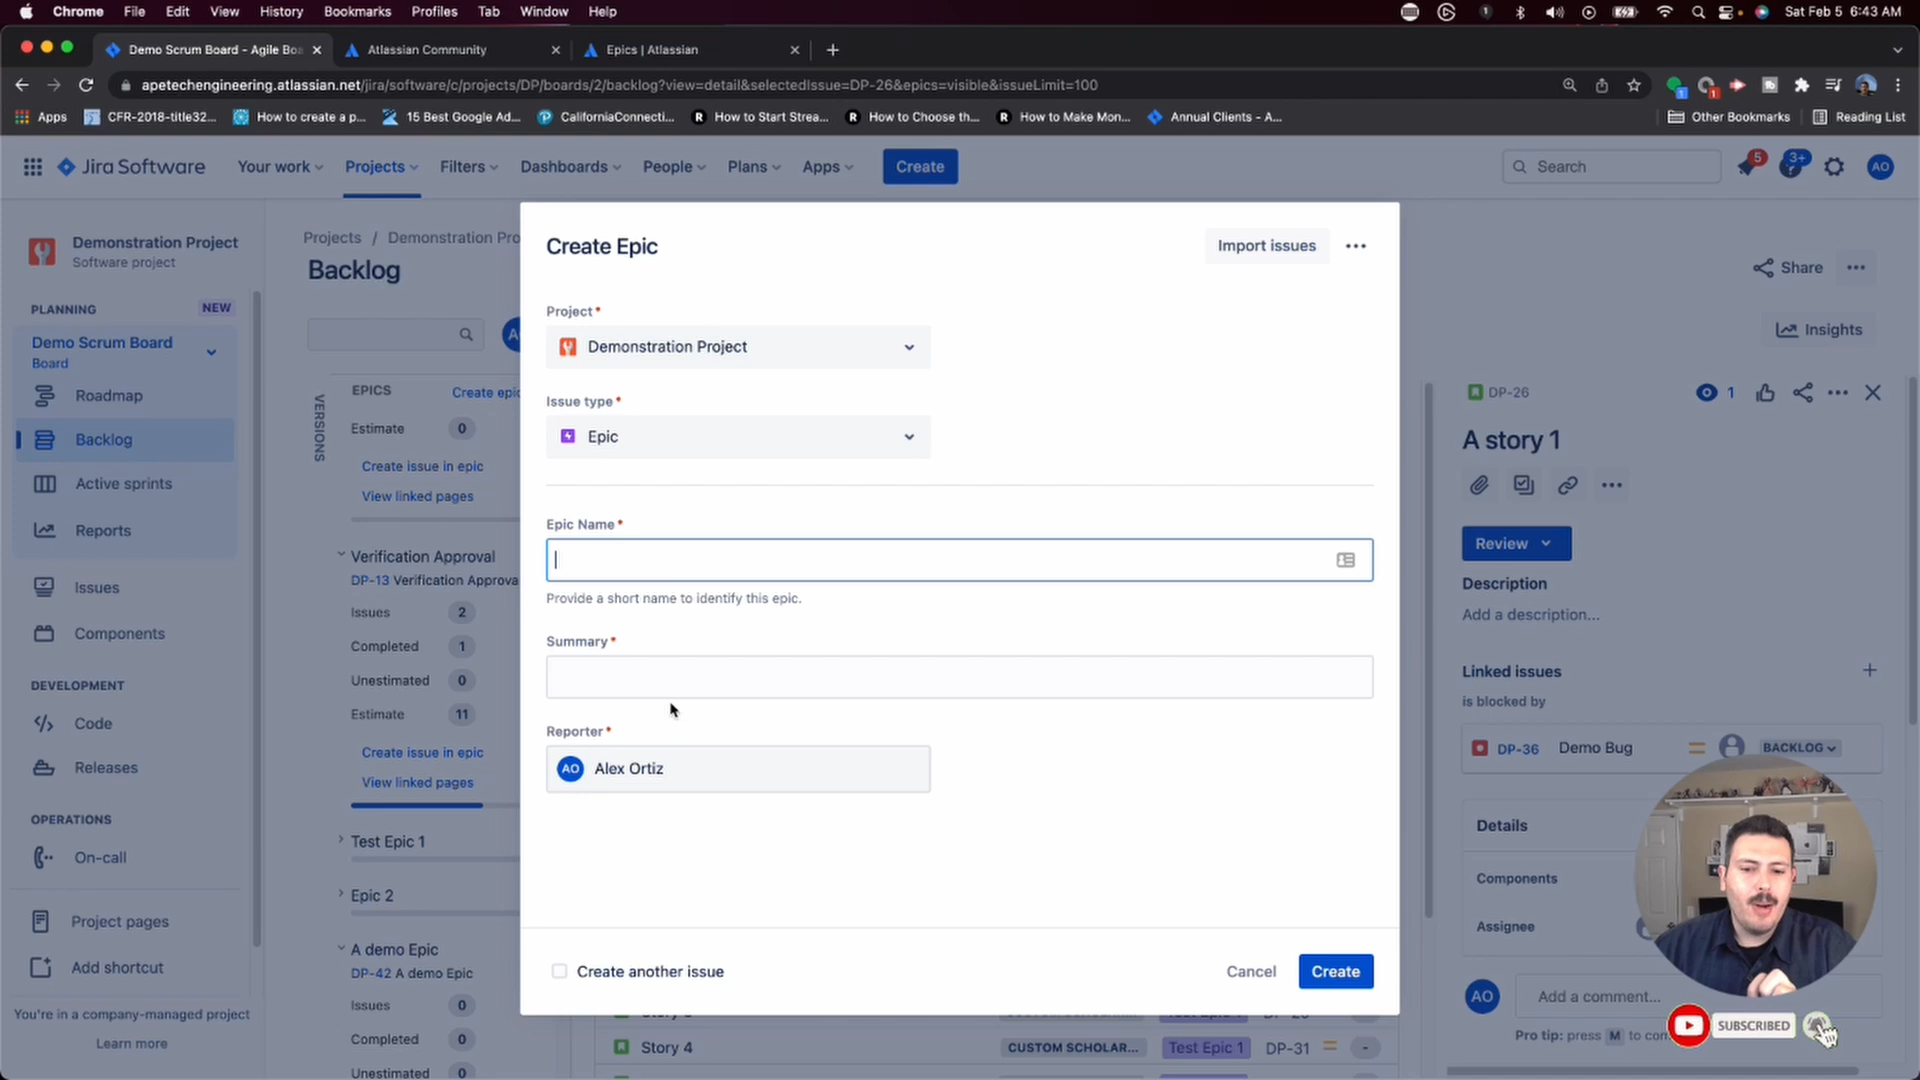 Chrome File Edit View History Bookmarks Profiles Tab Window Help
Sat Feb 5 6:43 AM
Demo Scrum Board - Agile Boa
Atlassian Community
Epics | Atlassian
apetechengineering.atlassian.net/jira/software/c/projects/DP/boards/2/backlog?view=detail&selectedIssue=DP-26&epics=visible&issueLimit=100
Apps
CFR-2018-title32...
How to create a p...
15 Best Google Ad...
CaliforniaConnecti...
How to Start Strea...
How to Choose th...
How to Make Mon...
Annual Clients - A...
Other Bookmarks
Reading List
Jira Software
Your work
Projects
Filters
Dashboards
People
Plans
Apps
Create
Search
5
3+
AO
Demonstration Project
Software project
PLANNING
NEW
Demo Scrum Board
Board
Roadmap
Backlog
Active sprints
Reports
Issues
Components
DEVELOPMENT
Code
Releases
OPERATIONS
On-call
Project pages
Add shortcut
You're in a company-managed project
Learn more
Projects / Demonstration Pro
Backlog
VERSIONS
EPICS
Create epic
Estimate 0
Create issue in epic
View linked pages
Verification Approval
DP-13 Verification Approva
Issues 2
Completed 1
Unestimated 0
Estimate 11
Create issue in epic
View linked pages
Test Epic 1
Epic 2
A demo Epic
DP-42 A demo Epic
Issues 0
Completed 0
Unestimated 0
Create Epic
Import issues
Project *
Demonstration Project
Issue type *
Epic
Epic Name *
Provide a short name to identify this epic.
Summary *
Reporter *
AO Alex Ortiz
Create another issue
Cancel
Create
Story 4
CUSTOM SCHOLAR...
Test Epic 1
DP-31
-
Share
Insights
DP-26
1
A story 1
Review
Description
Add a description...
Linked issues
is blocked by
DP-36 Demo Bug
BACKLOG
Details
Components
Assignee
AO
Add a comment...
Pro tip: press M to com
SUBSCRIBED